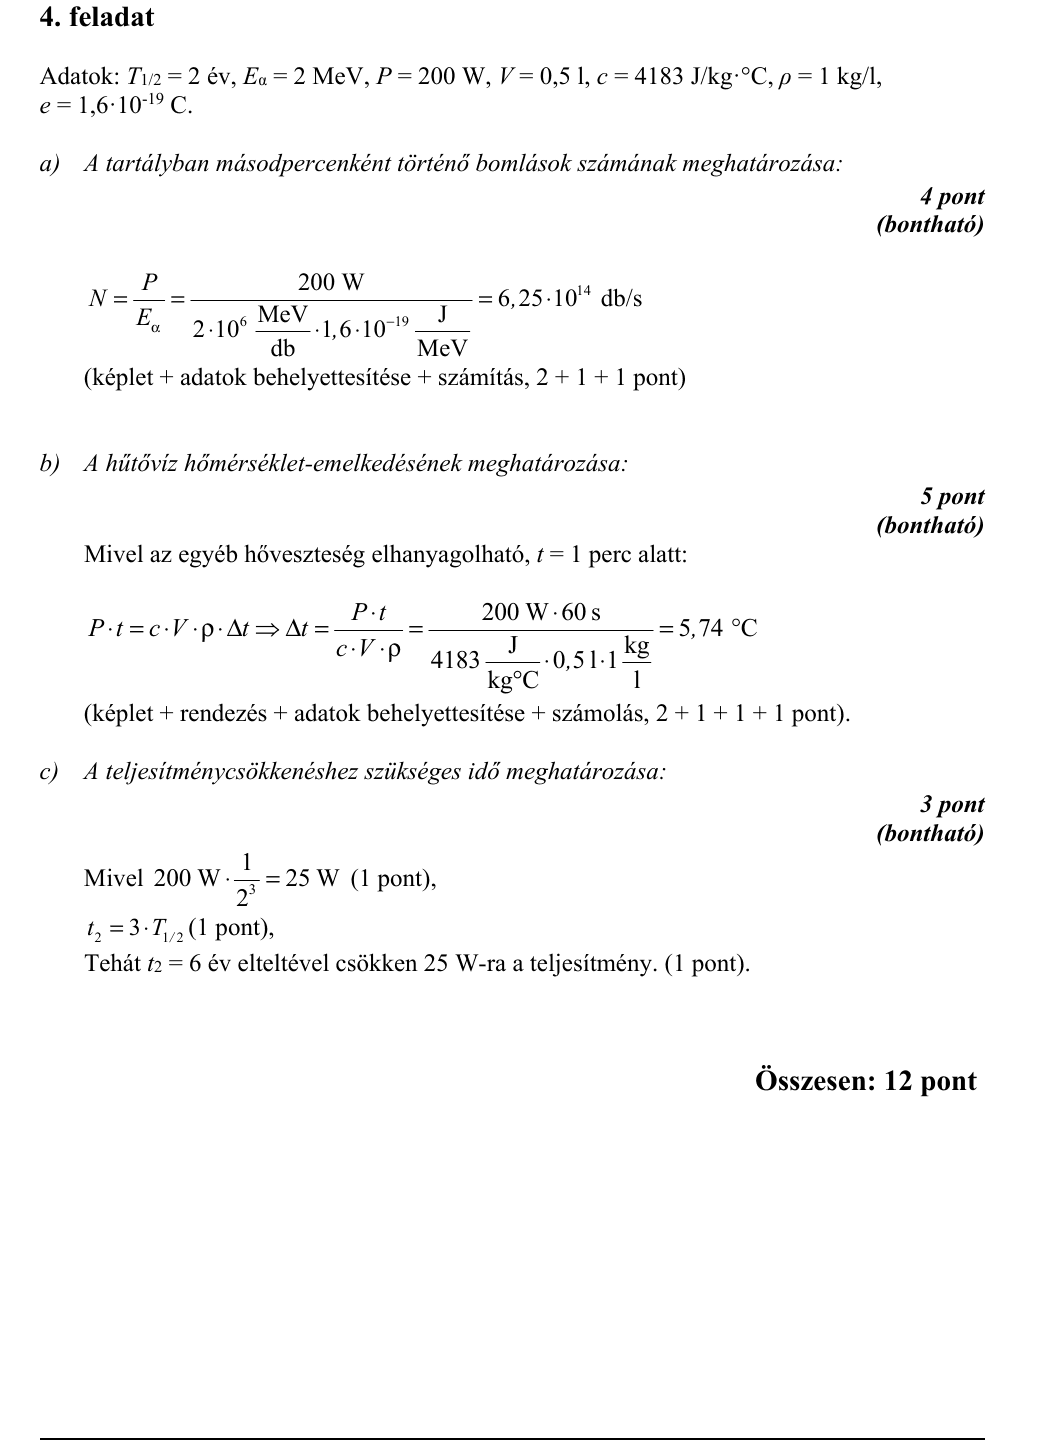 4. feladat
Adatok: T1/2 = 2 év, Eα = 2 MeV, P = 200 W, V = 0,5 l, c = 4183 J/kg·°C, ρ = 1 kg/l,
e = 1,6·10⁻¹⁹ C.
a) A tartályban másodpercenként történő bomlások számának meghatározása:
4 pont
(bontható)
N = P / Eα = 200 W / (2·10⁶ MeV/db · 1,6·10⁻¹⁹ J/MeV) = 6,25·10¹⁴ db/s
(képlet + adatok behelyettesítése + számítás, 2 + 1 + 1 pont)
b) A hűtővíz hőmérséklet-emelkedésének meghatározása:
5 pont
(bontható)
Mivel az egyéb hőveszteség elhanyagolható, t = 1 perc alatt:
P·t = c·V·ρ·Δt ⇒ Δt = P·t / (c·V·ρ) = 200 W·60 s / (4183 J/kg°C · 0,5 l·1 kg/l) = 5,74 °C
(képlet + rendezés + adatok behelyettesítése + számolás, 2 + 1 + 1 + 1 pont).
c) A teljesítménycsökkenéshez szükséges idő meghatározása:
3 pont
(bontható)
Mivel 200 W · 1/2³ = 25 W (1 pont),
t₂ = 3·T1/2 (1 pont),
Tehát t2 = 6 év elteltével csökken 25 W-ra a teljesítmény. (1 pont).
Összesen: 12 pont